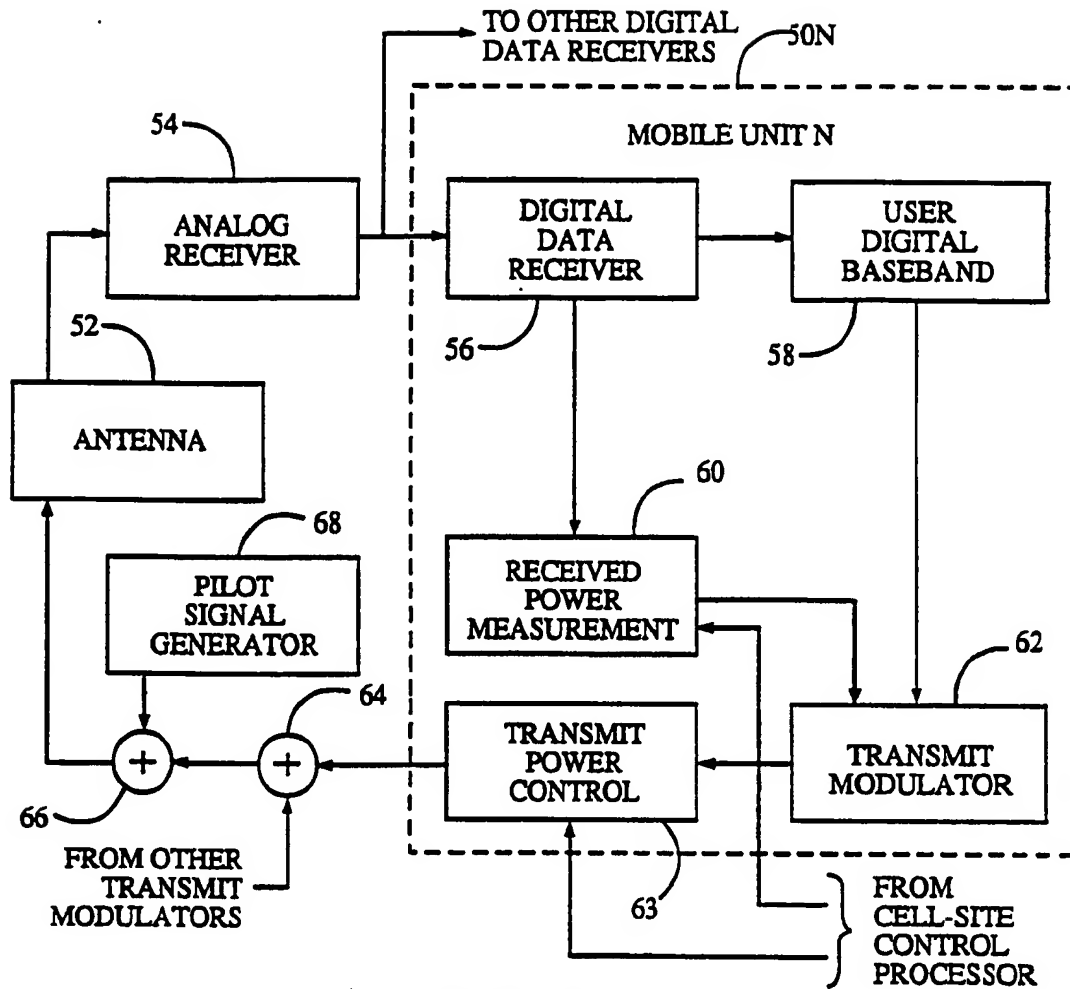 TO OTHER DIGITAL
DATA RECEIVERS
50N
54
MOBILE UNIT N
ANALOG
RECEIVER
DIGITAL
DATA
RECEIVER
USER
DIGITAL
BASEBAND
52
56
58
ANTENNA
60
68
PILOT
SIGNAL
GENERATOR
RECEIVED
POWER
MEASUREMENT
62
64
TRANSMIT
POWER
CONTROL
TRANSMIT
MODULATOR
+
+
66
63
FROM OTHER
TRANSMIT
MODULATORS
FROM
CELL-SITE
CONTROL
PROCESSOR